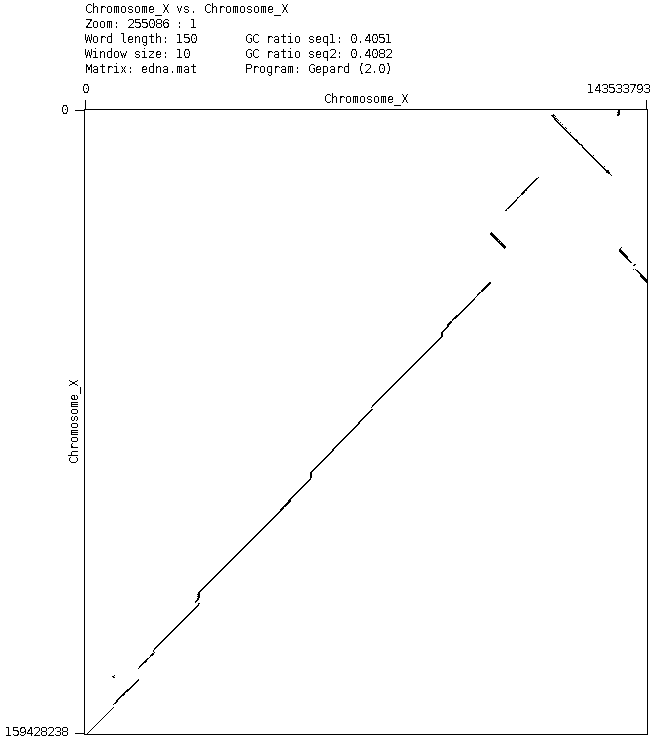 Chromosome_X vs. Chromosome_X
Zoom: 255086 : 1
Word length: 150 GC ratio seq1: 0.4051
Window size: 10 GC ratio seq2: 0.4082
Matrix: edna.mat Program: Gepard (2.0)
0 143533793
Chromosome_X
0
Chromosome_X
159428238